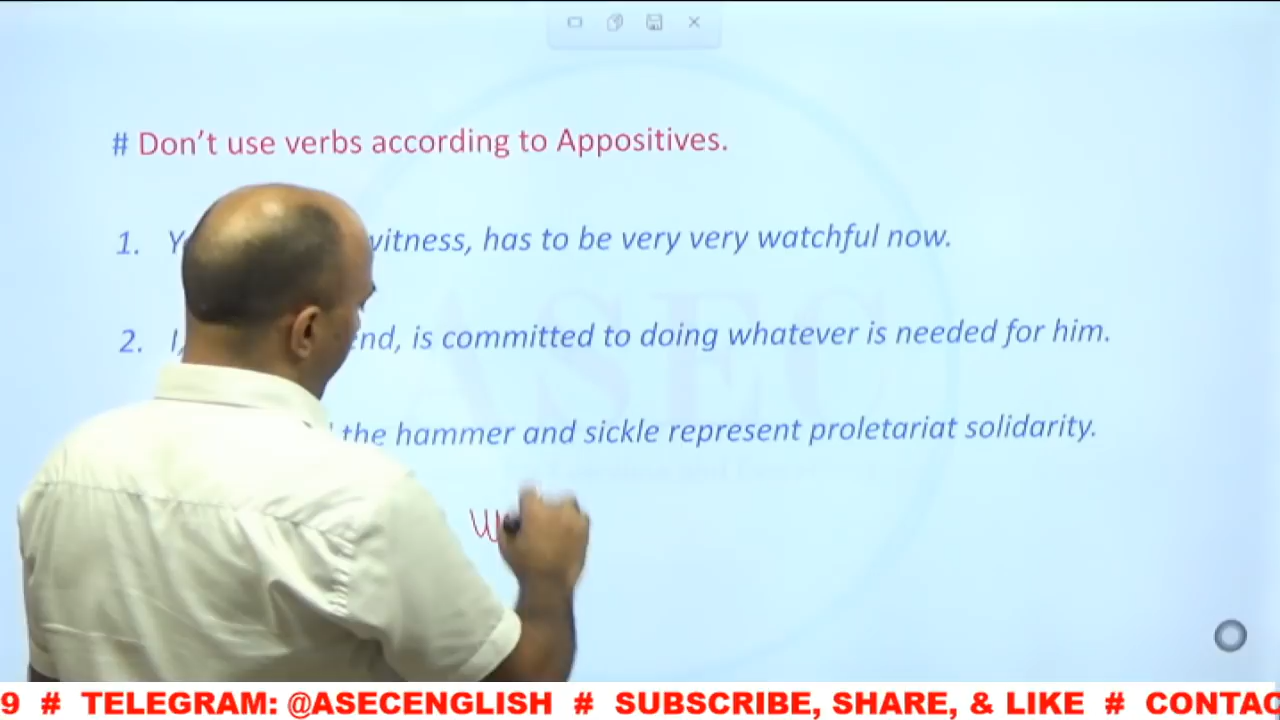 # Don't use verbs according to Appositives.
1. witness, has to be very very watchful now.
2. I, is committed to doing whatever is needed for him.
the hammer and sickle represent proletariat solidarity.
ASEC
9 # TELEGRAM: @ASECENGLISH # SUBSCRIBE, SHARE, & LIKE # CONTAC